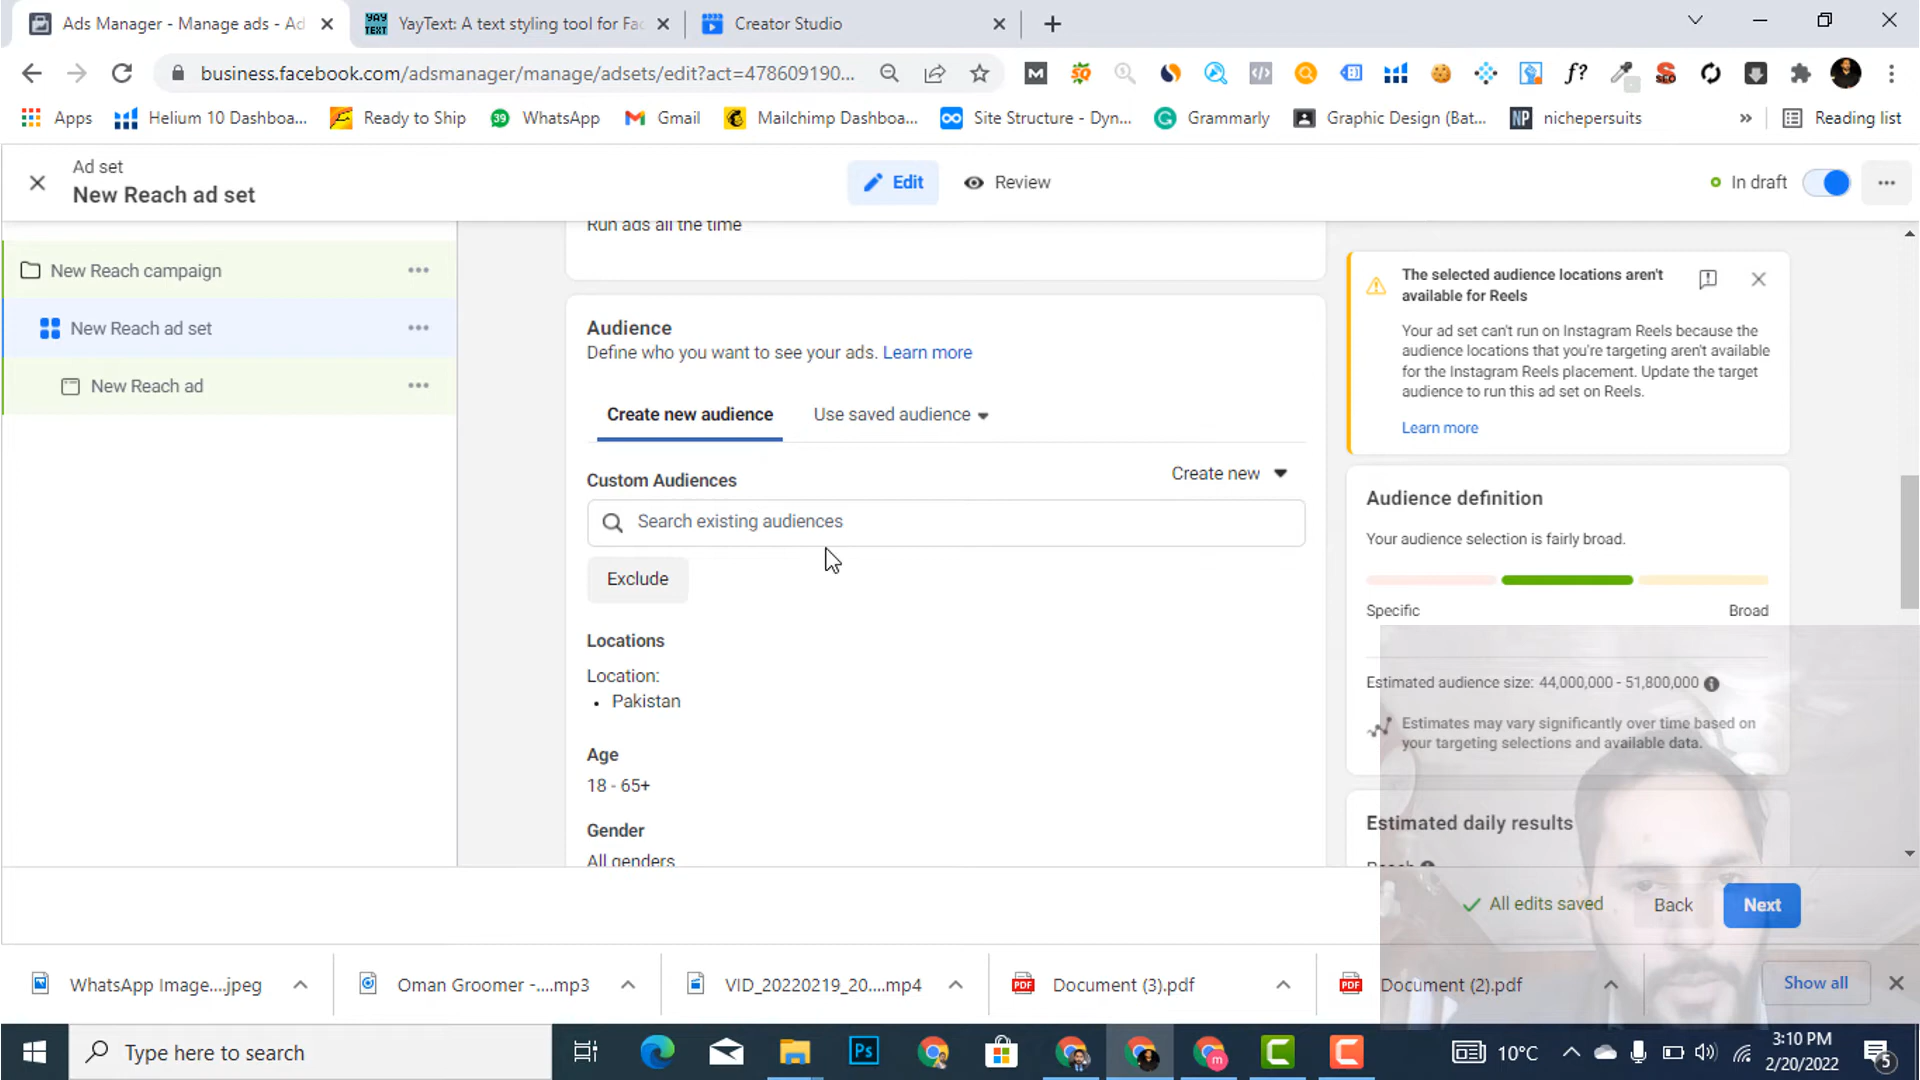 Ads Manager - Manage ads - Ad
YAY TEXT
YayText: A text styling tool for Fac
Creator Studio
business.facebook.com/adsmanager/manage/adsets/edit?act=478609190...
Apps
Helium 10 Dashboa...
Ready to Ship
39
WhatsApp
Gmail
Mailchimp Dashboa...
Site Structure - Dyn...
Grammarly
Graphic Design (Bat...
NP
nichepersuits
»
Reading list
Ad set
New Reach ad set
Edit
Review
In draft
New Reach campaign
New Reach ad set
New Reach ad
Run ads all the time
Audience
Define who you want to see your ads. Learn more
Create new audience
Use saved audience
Custom Audiences
Create new
Search existing audiences
Exclude
Locations
Location:
• Pakistan
Age
18 - 65+
Gender
All genders
The selected audience locations aren't
available for Reels
Your ad set can't run on Instagram Reels because the
audience locations that you're targeting aren't available
for the Instagram Reels placement. Update the target
audience to run this ad set on Reels.
Learn more
Audience definition
Your audience selection is fairly broad.
Specific
Broad
Estimated audience size: 44,000,000 - 51,800,000
Estimates may vary significantly over time based on
your targeting selections and available data.
Estimated daily results
Reach
All edits saved
Back
Next
WhatsApp Image....jpeg
Oman Groomer -....mp3
VID_20220219_20....mp4
PDF
Document (3).pdf
PDF
Document (2).pdf
Show all
Type here to search
Ps
10°C
3:10 PM
2/20/2022
5